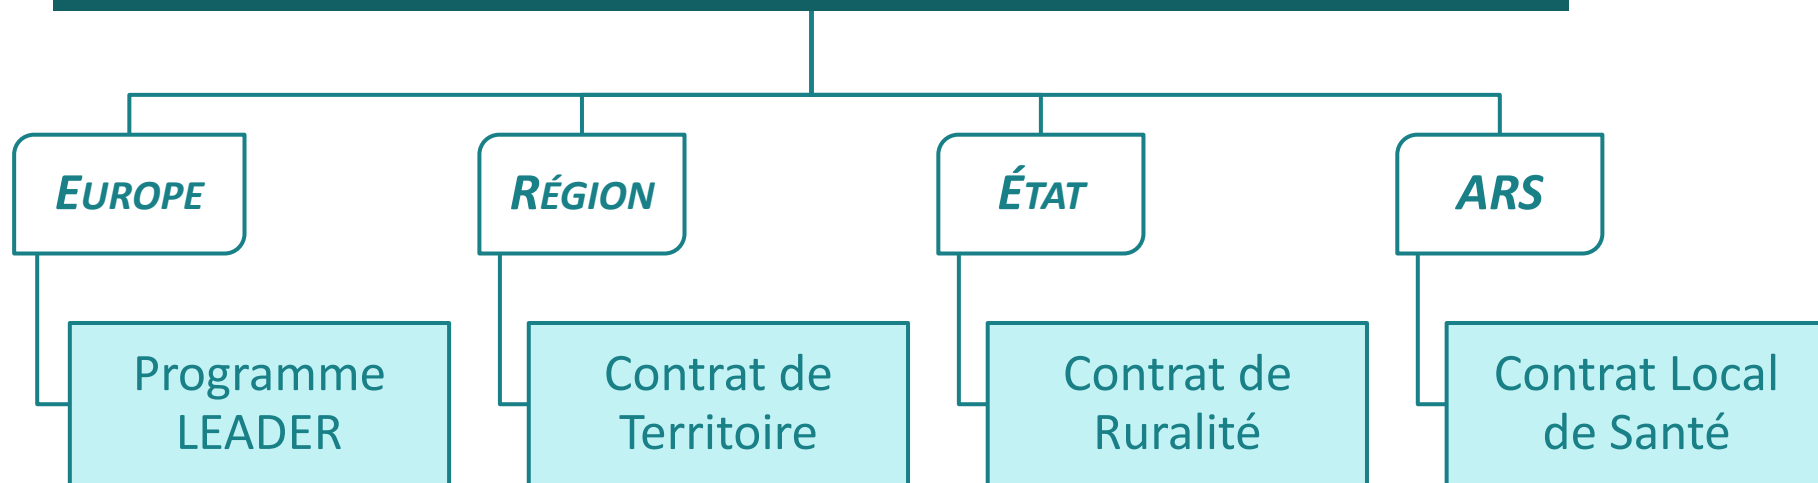 EUROPE
RÉGION
ÉTAT
ARS
Programme
LEADER
Contrat de
Territoire
Contrat de
Ruralité
Contrat Local
de Santé